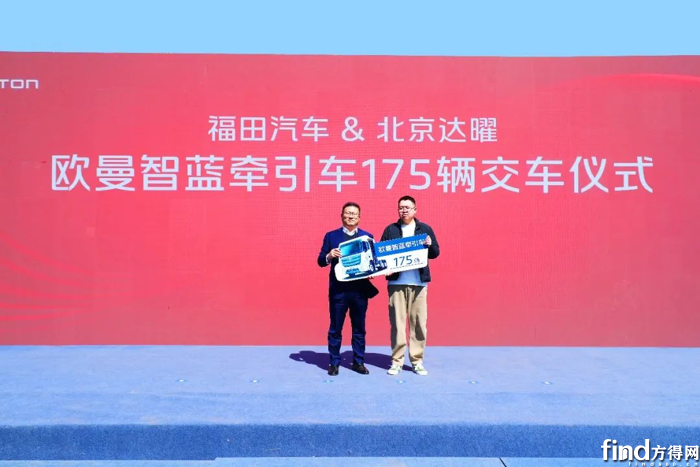 TON
福田汽车 & 北京达曜
欧曼智蓝牵引车175辆交车仪式
欧曼智蓝牵引车
175
find方得网